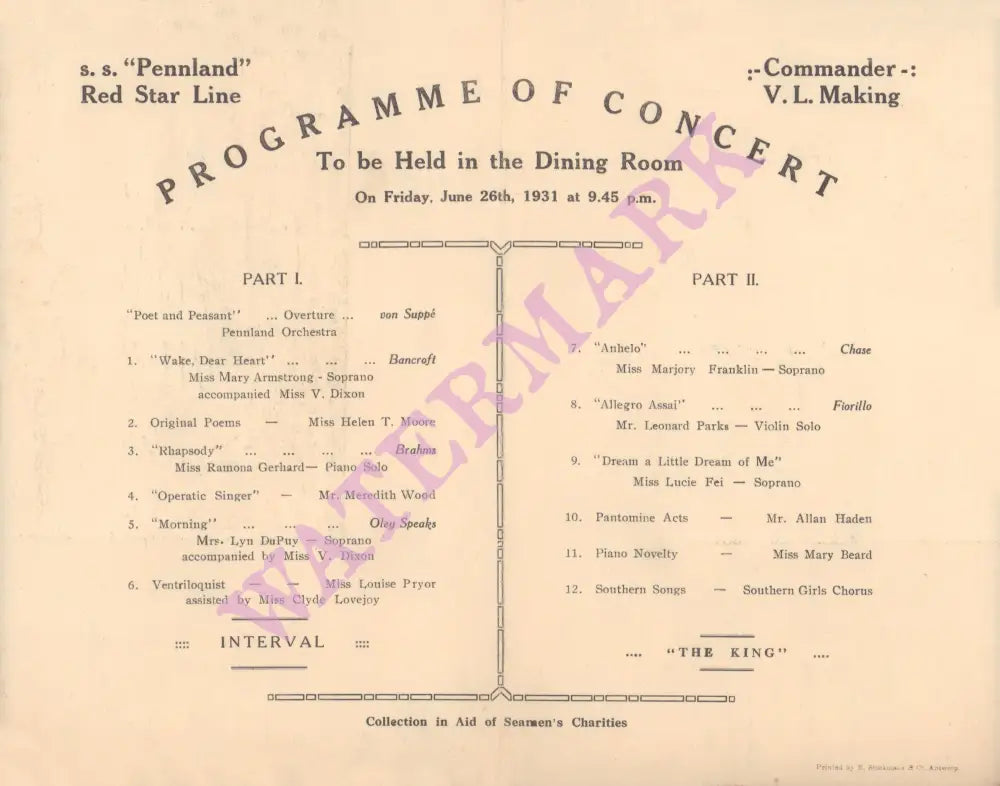 s. s. "Pennland"
Red Star Line
:- Commander -:
V. L. Making
PROGRAMME OF CONCERT
To be Held in the Dining Room
On Friday, June 26th, 1931 at 9.45 p.m.
PART I.
"Poet and Peasant" ... Overture ... von Suppé
Pennland Orchestra
1. "Wake, Dear Heart" ... ... ... Bancroft
Miss Mary Armstrong - Soprano
accompanied Miss V. Dixon
2. Original Poems — Miss Helen T. Moore
3. "Rhapsody" ... ... ... ... Brahms
Miss Ramona Gerhard — Piano Solo
4. "Operatic Singer" — Mr. Meredith Wood
5. "Morning" ... ... ... Oley Speaks
Mrs. Lyn DuPuy — Soprano
accompanied by Miss V. Dixon
6. Ventriloquist — — Miss Louise Pryor
assisted by Miss Clyde Lovejoy
:::: INTERVAL ::::
PART II.
7. "Anhelo" ... ... ... ... Chase
Miss Marjory Franklin — Soprano
8. "Allegro Assai" ... ... ... Fiorillo
Mr. Leonard Parks — Violin Solo
9. "Dream a Little Dream of Me"
Miss Lucie Fei — Soprano
10. Pantomine Acts — Mr. Allan Haden
11. Piano Novelty — Miss Mary Beard
12. Southern Songs — Southern Girls Chorus
.... "THE KING" ....
Collection in Aid of Seamen's Charities
Printed by & Co. Antwerp.
WATERMARK